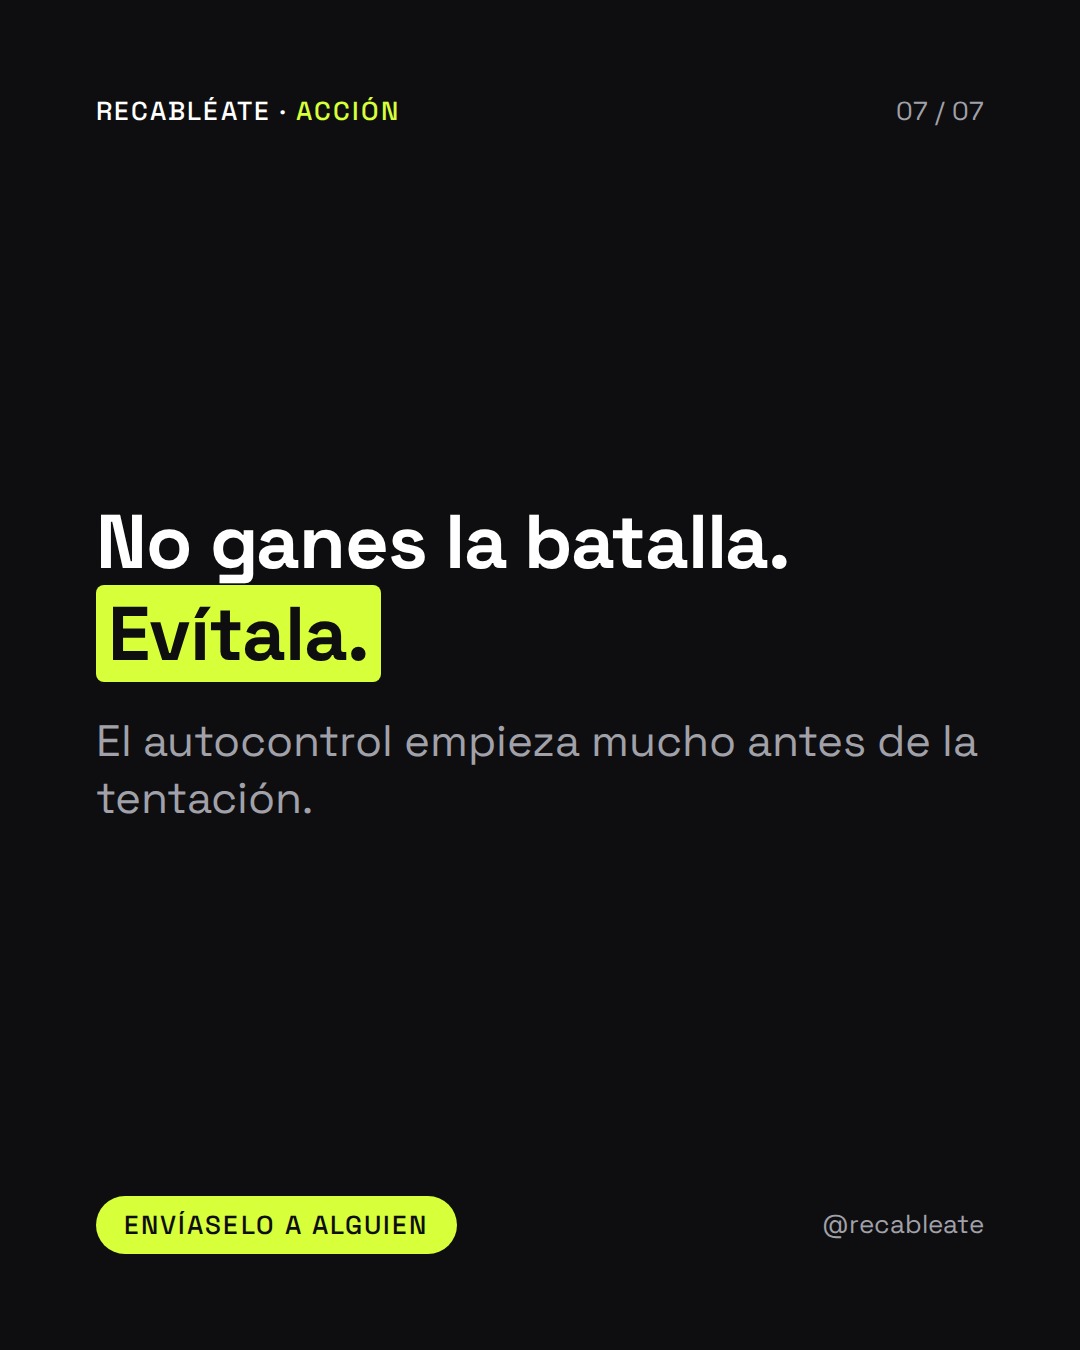 RECABLÉATE · ACCIÓN
07 / 07
No ganes la batalla.
Evítala.
El autocontrol empieza mucho antes de la
tentación.
ENVÍASELO A ALGUIEN
@recableate